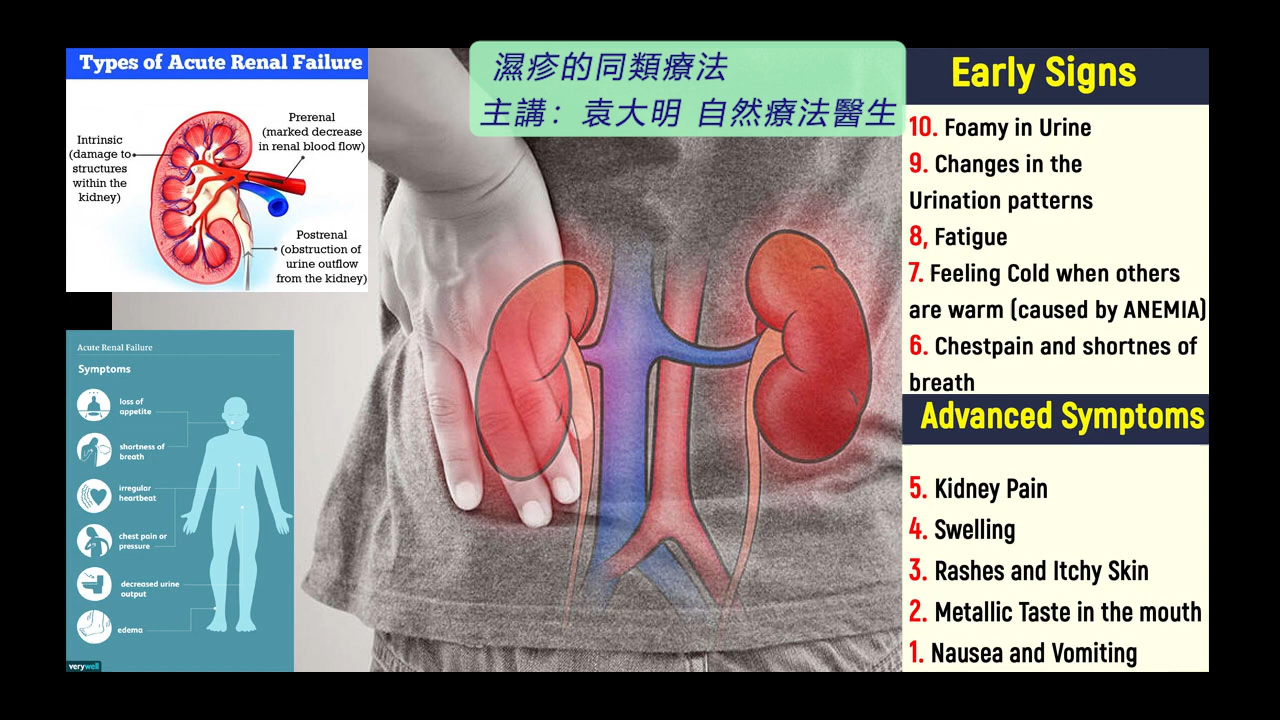 濕疹的同類療法
主講：袁大明 自然療法醫生
Types of Acute Renal Failure
Intrinsic
(damage to
structures
within the
kidney)
Prerenal
(marked decrease
in renal blood flow)
Postrenal
(obstruction of
urine outflow
from the kidney)
Acute Renal Failure
Symptoms
loss of
appetite
shortness of
breath
irregular
heartbeat
chest pain or
pressure
decreased urine
output
edema
verywell
Early Signs
10. Foamy in Urine
9. Changes in the
Urination patterns
8, Fatigue
7. Feeling Cold when others
are warm (caused by ANEMIA)
6. Chestpain and shortnes of
breath
Advanced Symptoms
5. Kidney Pain
4. Swelling
3. Rashes and Itchy Skin
2. Metallic Taste in the mouth
1. Nausea and Vomiting